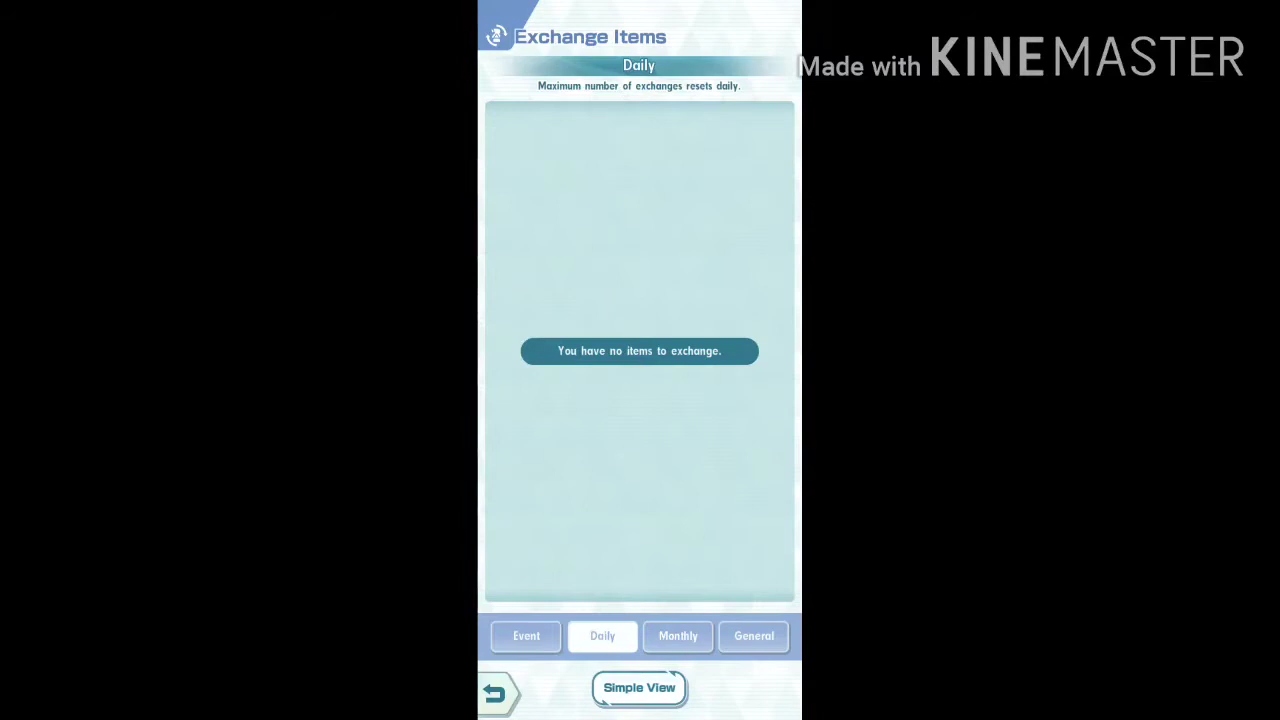 Exchange Items
Made with KINEMASTER
Daily
Maximum number of exchanges resets daily.
You have no items to exchange.
Event
Daily
Monthly
General
Simple View